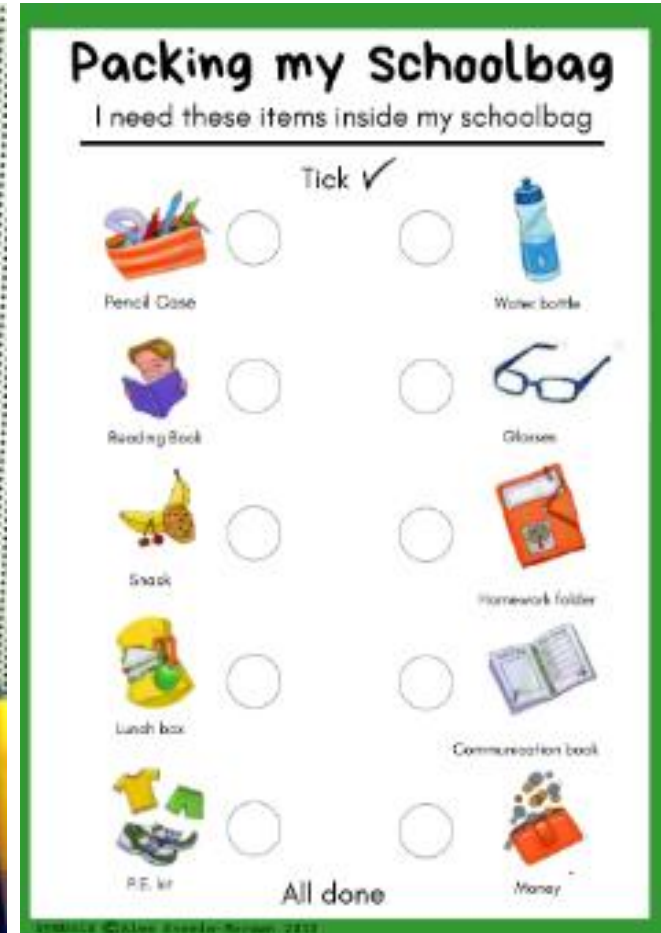 Packing my Schoolbag
I need these items inside my schoolbag
Tick ✓
Pencil Case
Water bottle
Reading Book
Glasses
Snack
Homework folder
Lunch box
Communication book
P.E. kit
Money
All done